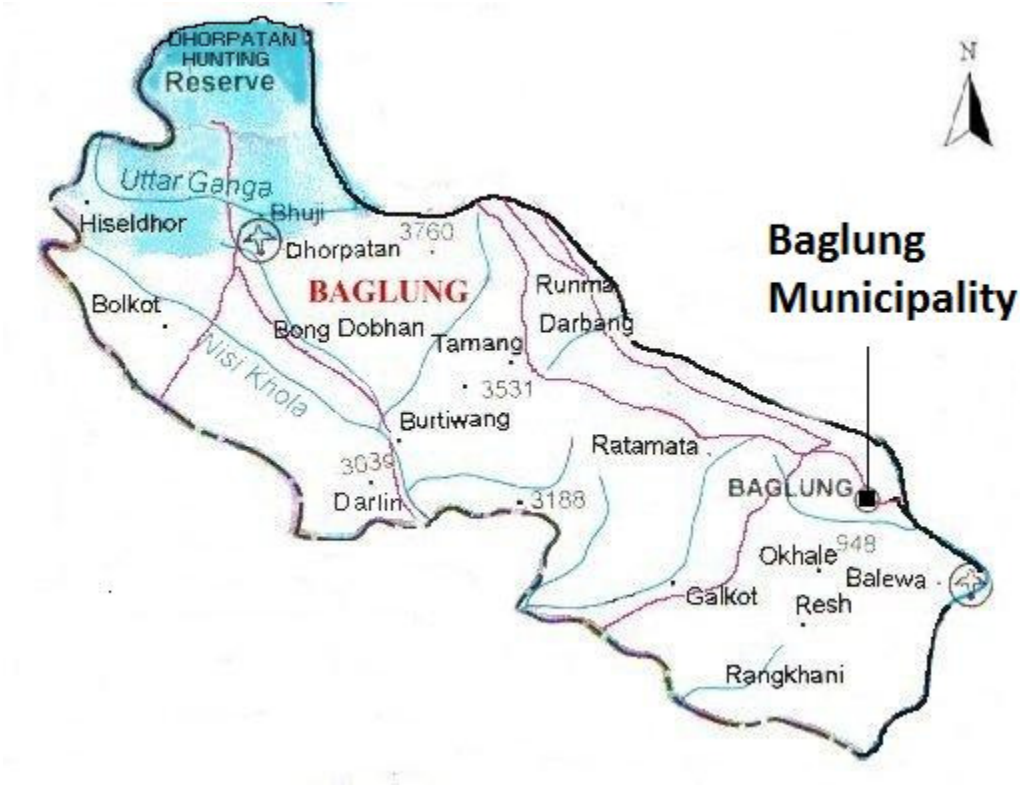 DHORPATAN
HUNTING
Reserve
N
Uttar Ganga
Hiseldhor
Bhuji
3760
Dhorpatan
Baglung
Municipality
BAGLUNG
Runma
Bolkot
Bong Dobhan
Darbang
Tamang
Nisi Khola
3531
Burtiwang
Ratamata
3039
Darlin
3188
BAGLUNG
948
Okhale
Balewa
Galkot
Resh
Rangkhani